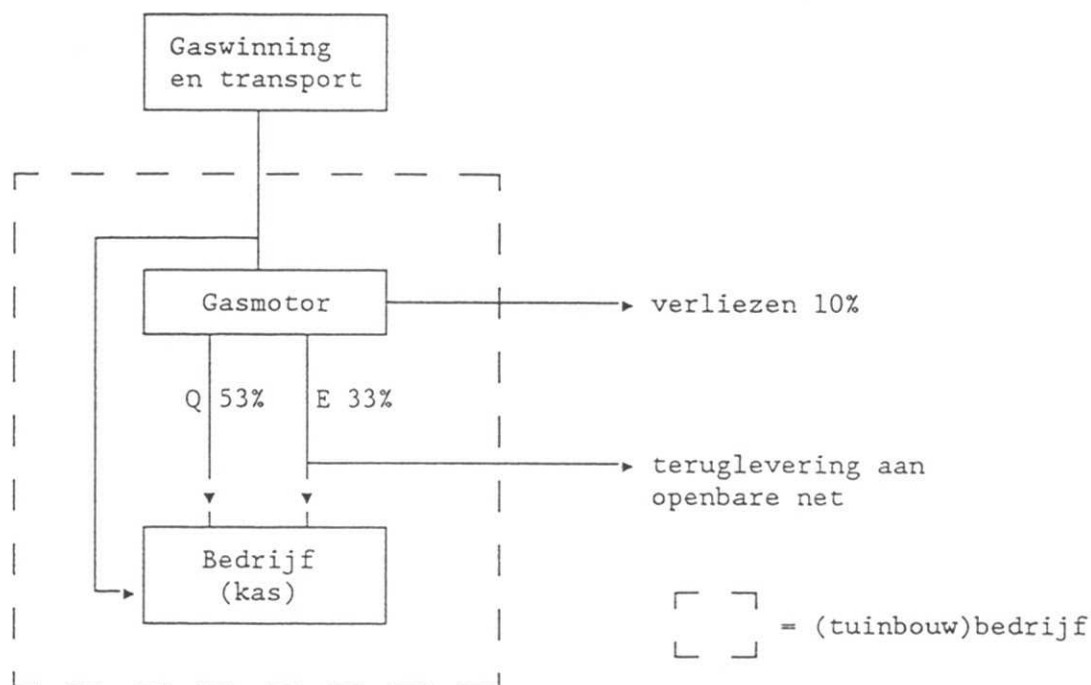 Gaswinning
en transport
Gasmotor
verliezen 10%
Q 53%
E 33%
teruglevering aan
openbare net
Bedrijf
(kas)
= (tuinbouw)bedrijf